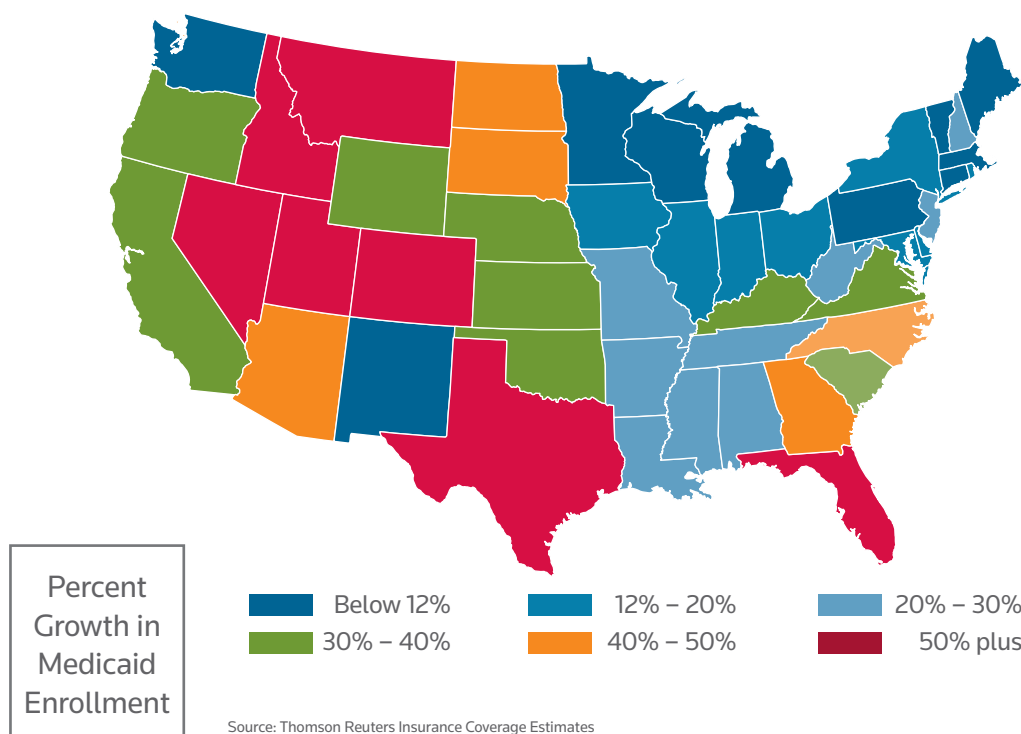 Percent
Growth in
Medicaid
Enrollment
Below 12%
12% – 20%
20% – 30%
30% – 40%
40% – 50%
50% plus
Source: Thomson Reuters Insurance Coverage Estimates